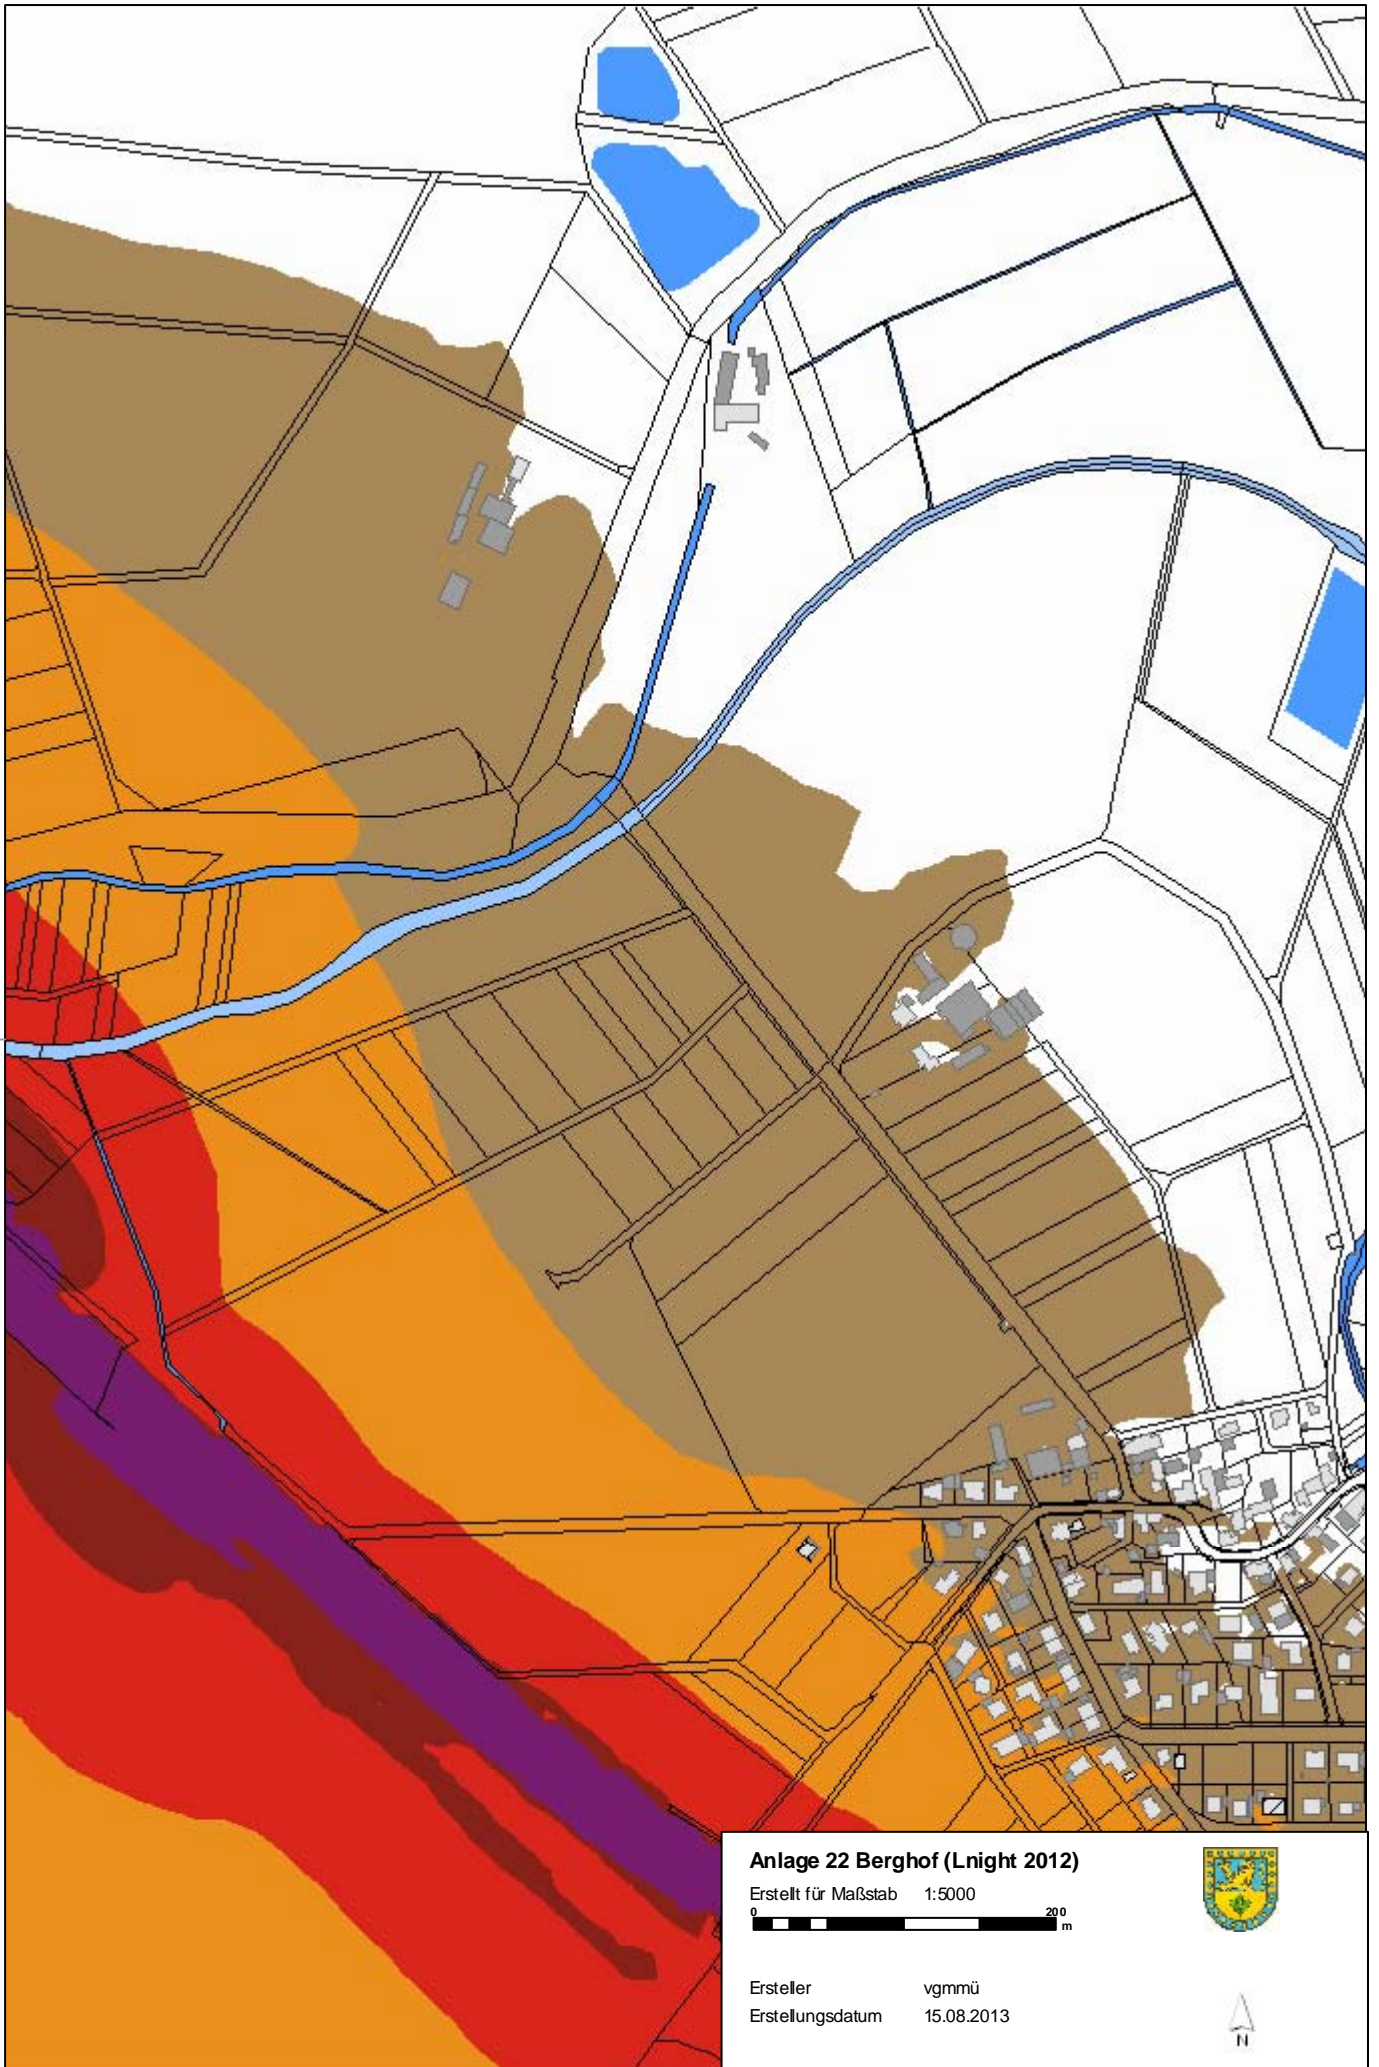 Anlage 22 Berghof (Lnight 2012)
Erstellt für Maßstab 1:5000
0 200
m
Ersteller vgmmü
Erstellungsdatum 15.08.2013
N